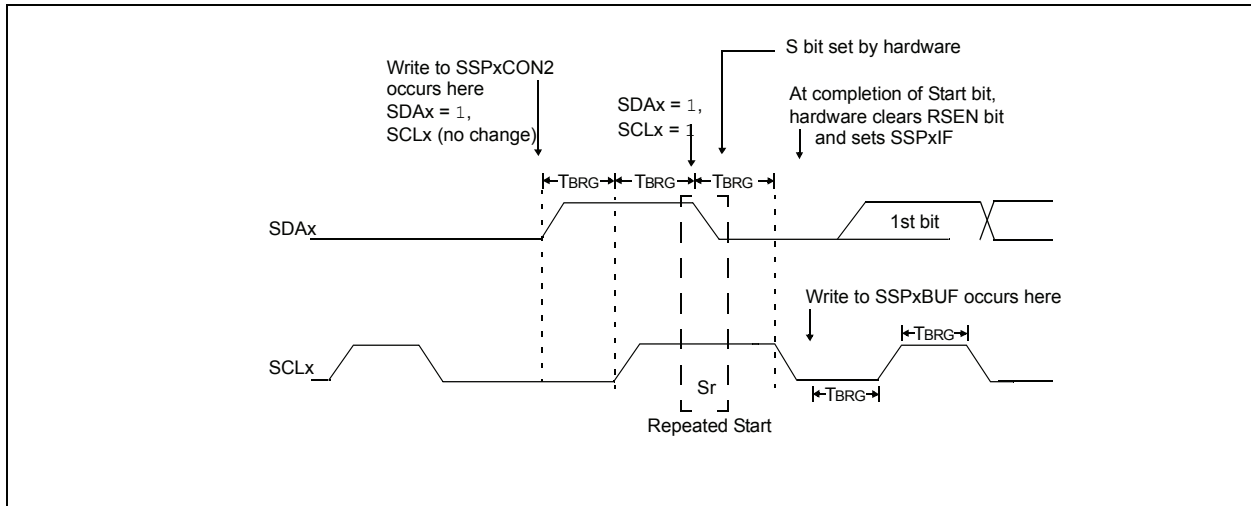 S bit set by hardware
Write to SSPxCON2
occurs here
SDAx = 1,
SCLx (no change)
SDAx = 1,
SCLx = 1
At completion of Start bit,
hardware clears RSEN bit
and sets SSPxIF
TBRG TBRG TBRG
SDAx
1st bit
Write to SSPxBUF occurs here
TBRG
SCLx
Sr
TBRG
Repeated Start